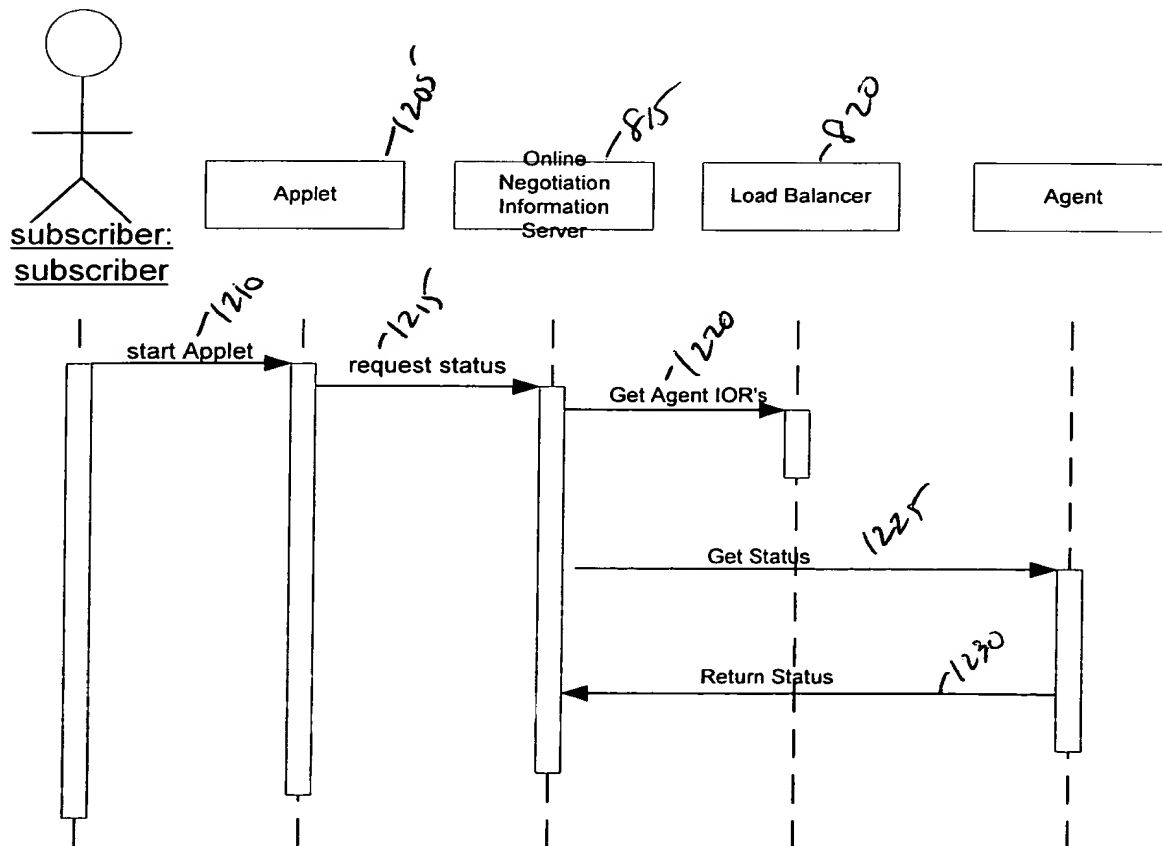 1205
815
820
Applet
Online
Negotiation
Information
Server
Load Balancer
Agent
subscriber:
subscriber
1210
1215
1220
start Applet
request status
Get Agent IOR's
1225
Get Status
1230
Return Status